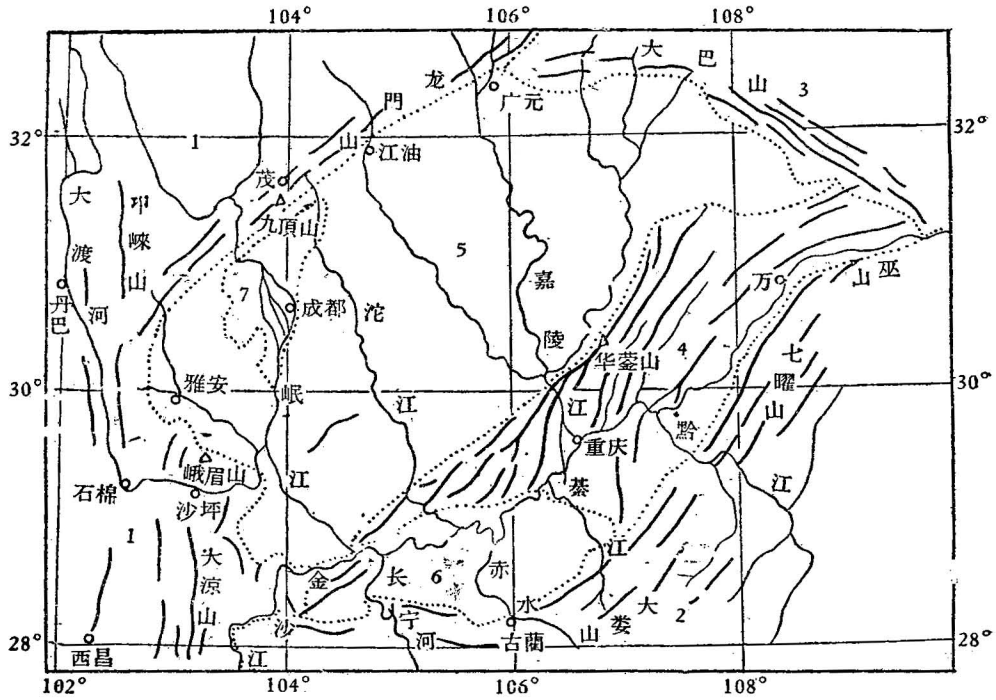 104° 106° 108°
龙門山
大巴山
3
广元
32° 32°
1
江油
茂
九頂山
大渡河
邛崍山
5
嘉陵江
万
巫山
丹巴
7
成都
沱江
七曜山
华蓥山
4
30° 30°
雅安
岷江
黔江
重庆
峨眉山
石棉
沙坪
綦江
1
大凉山
金沙江
长宁河
6
赤水
大娄山
2
古藺
28° 28°
西昌
102° 104° 106° 108°